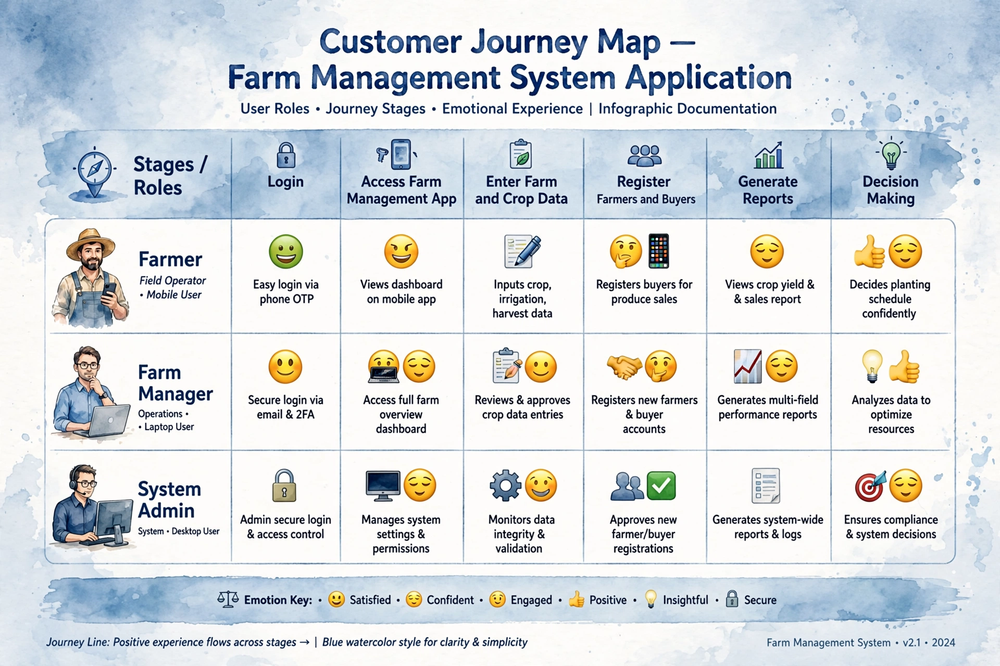 Customer Journey Map —
Farm Management System Application
User Roles • Journey Stages • Emotional Experience | Infographic Documentation
Stages /
Roles
Login
Access Farm
Management App
Enter Farm
and Crop Data
Register
Farmers and Buyers
Generate
Reports
Decision
Making
Farmer
Field Operator
• Mobile User
Easy login via
phone OTP
Views dashboard
on mobile app
Inputs crop,
irrigation,
harvest data
Registers buyers for
produce sales
Views crop yield &
& sales report
Decides planting
schedule
confidently
Farm
Manager
Operations •
• Laptop User
Secure login via
email & 2FA
Access full farm
overview
dashboard
Reviews & approves
crop data entries
Registers new farmers
& buyer
accounts
Generates multi-field
performance reports
Analyzes data to
optimize
resources
System
Admin
System • Desktop User
Admin secure login
& access control
Manages system
settings &
permissions
Monitors data
integrity &
validation
Approves new
farmer/buyer
registrations
Generates system-wide
reports & logs
Ensures compliance
& system decisions
Emotion Key: • Satisfied • Confident • Engaged • Positive • Insightful • Secure
Journey Line: Positive experience flows across stages → | Blue watercolor style for clarity & simplicity
Farm Management System • v2.1 • 2024